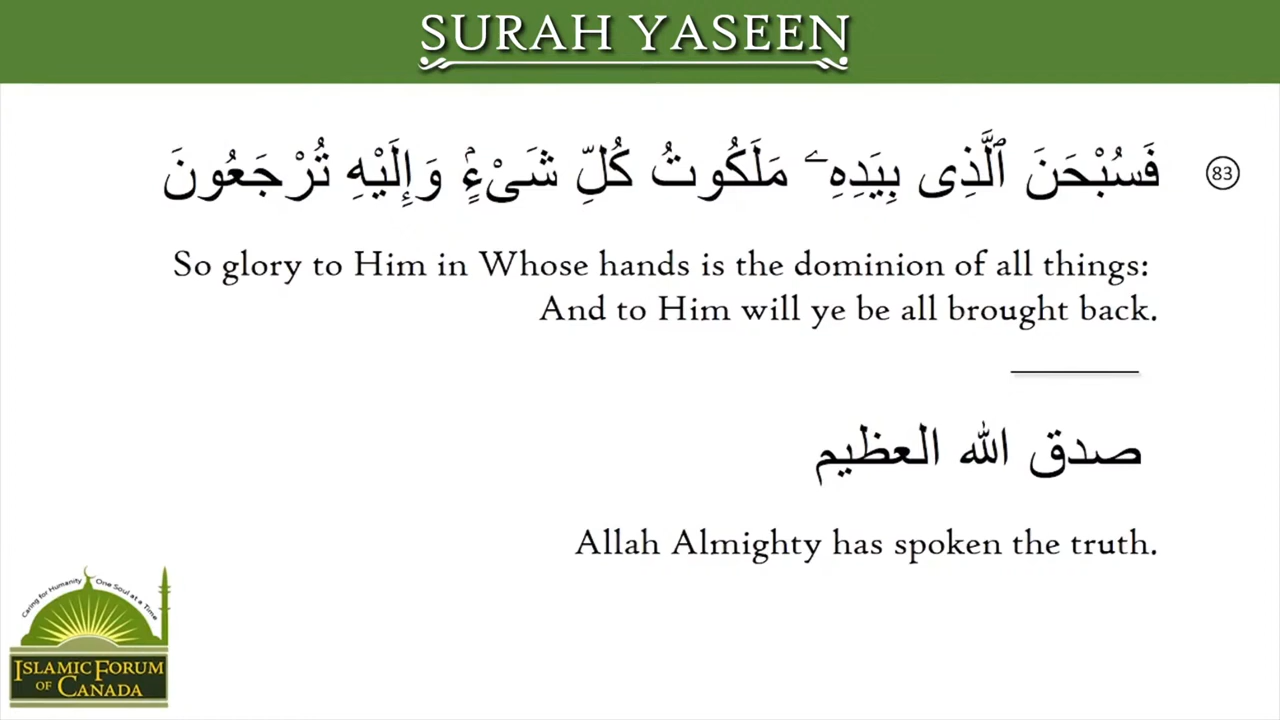 SURAH YASEEN
فَسُبْحَـٰنَ ٱلَّذِى بِيَدِهِۦ مَلَكُوتُ كُلِّ شَىْءٍۢ وَإِلَيْهِ تُرْجَعُونَ 83
So glory to Him in Whose hands is the dominion of all things:
And to Him will ye be all brought back.
صدق الله العظيم
Allah Almighty has spoken the truth.
Caring for Humanity One Soul at a Time
ISLAMIC FORUM
OF CANADA